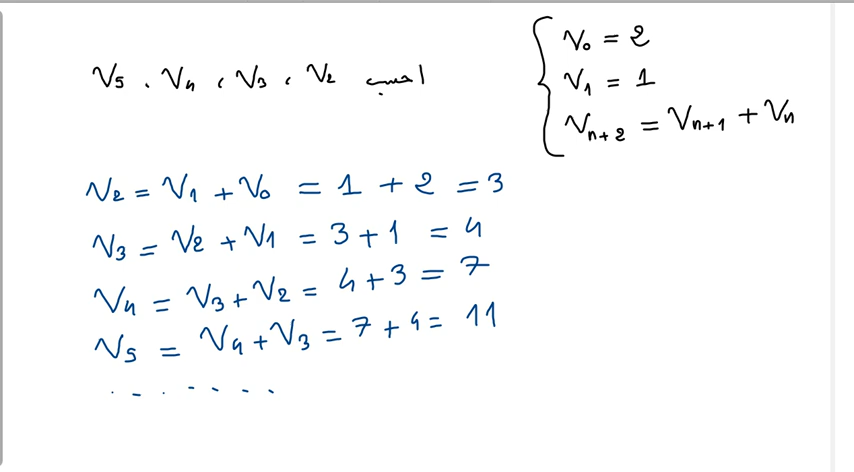 احسب V₂ ، V₃ ، V₄ ، V₅
V₀ = 2
V₁ = 1
Vₙ₊₂ = Vₙ₊₁ + Vₙ
V₂ = V₁ + V₀ = 1 + 2 = 3
V₃ = V₂ + V₁ = 3 + 1 = 4
V₄ = V₃ + V₂ = 4 + 3 = 7
V₅ = V₄ + V₃ = 7 + 4 = 11
. . . . . . . .